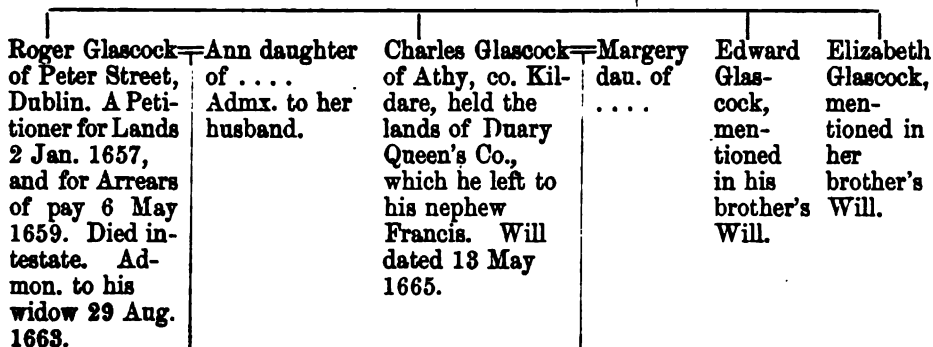 Roger Glascock
of Peter Street,
Dublin. A Peti-
tioner for Lands
2 Jan. 1657,
and for Arrears
of pay 6 May
1659. Died in-
testate. Ad-
mon. to his
widow 29 Aug.
1663.
Ann daughter
of . . . .
Admx. to her
husband.
Charles Glascock
of Athy, co. Kil-
dare, held the
lands of Duary
Queen's Co.,
which he left to
his nephew
Francis. Will
dated 13 May
1665.
Margery
dau. of
. . . .
Edward
Glas-
cock,
men-
tioned
in his
brother's
Will.
Elizabeth
Glascock,
men-
tioned in
her
brother's
Will.